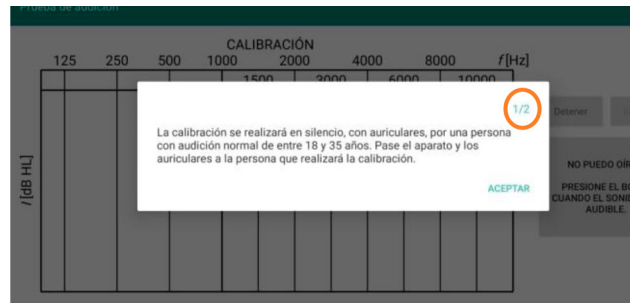 Prueba de audición
CALIBRACIÓN
125 250 500 1000 2000 4000 8000 f [Hz]
1500 3000 6000 10000
1/2
La calibración se realizará en silencio, con auriculares, por una persona
con audición normal de entre 18 y 35 años. Pase el aparato y los
auriculares a la persona que realizará la calibración.
ACEPTAR
I [dB HL]
Detener
NO PUEDO OÍR
PRESIONE EL
CUANDO EL
AUDIBLE.